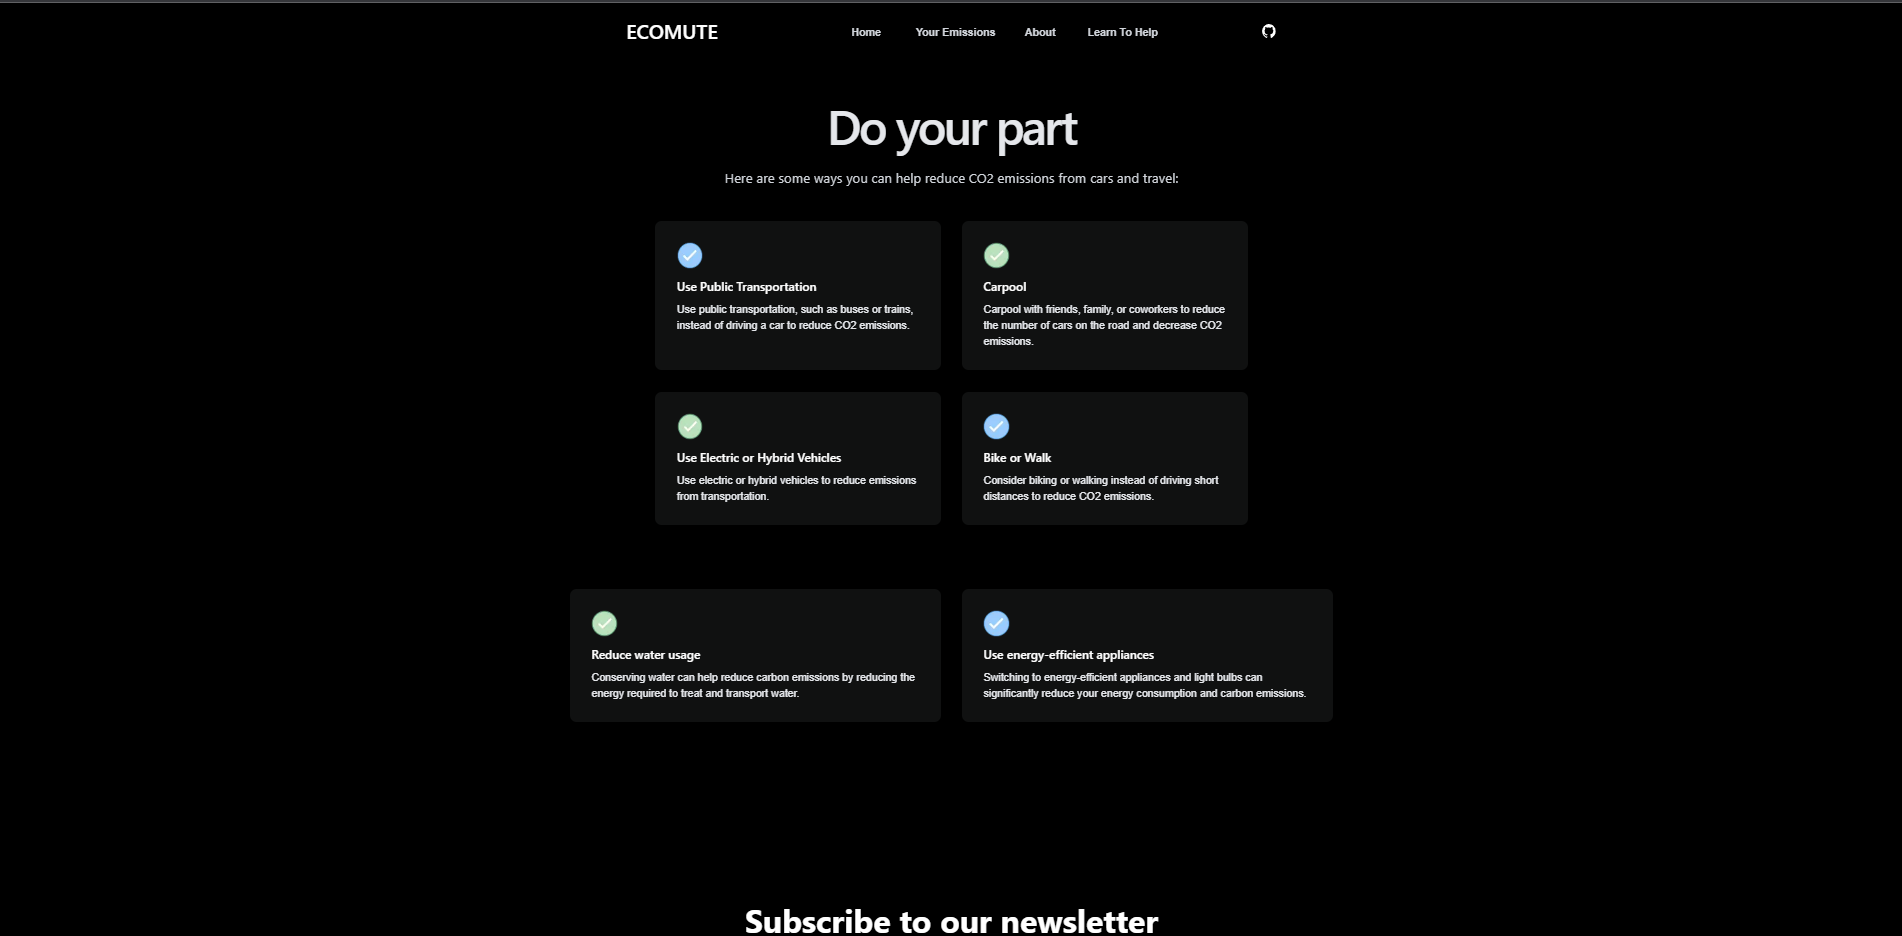 ECOMUTE
Home
Your Emissions
About
Learn To Help
Do your part
Here are some ways you can help reduce CO2 emissions from cars and travel:
Use Public Transportation
Use public transportation, such as buses or trains,
instead of driving a car to reduce CO2 emissions.
Carpool
Carpool with friends, family, or coworkers to reduce
the number of cars on the road and decrease CO2
emissions.
Use Electric or Hybrid Vehicles
Use electric or hybrid vehicles to reduce emissions
from transportation.
Bike or Walk
Consider biking or walking instead of driving short
distances to reduce CO2 emissions.
Reduce water usage
Conserving water can help reduce carbon emissions by reducing the
energy required to treat and transport water.
Use energy-efficient appliances
Switching to energy-efficient appliances and light bulbs can
significantly reduce your energy consumption and carbon emissions.
Subscribe to our newsletter